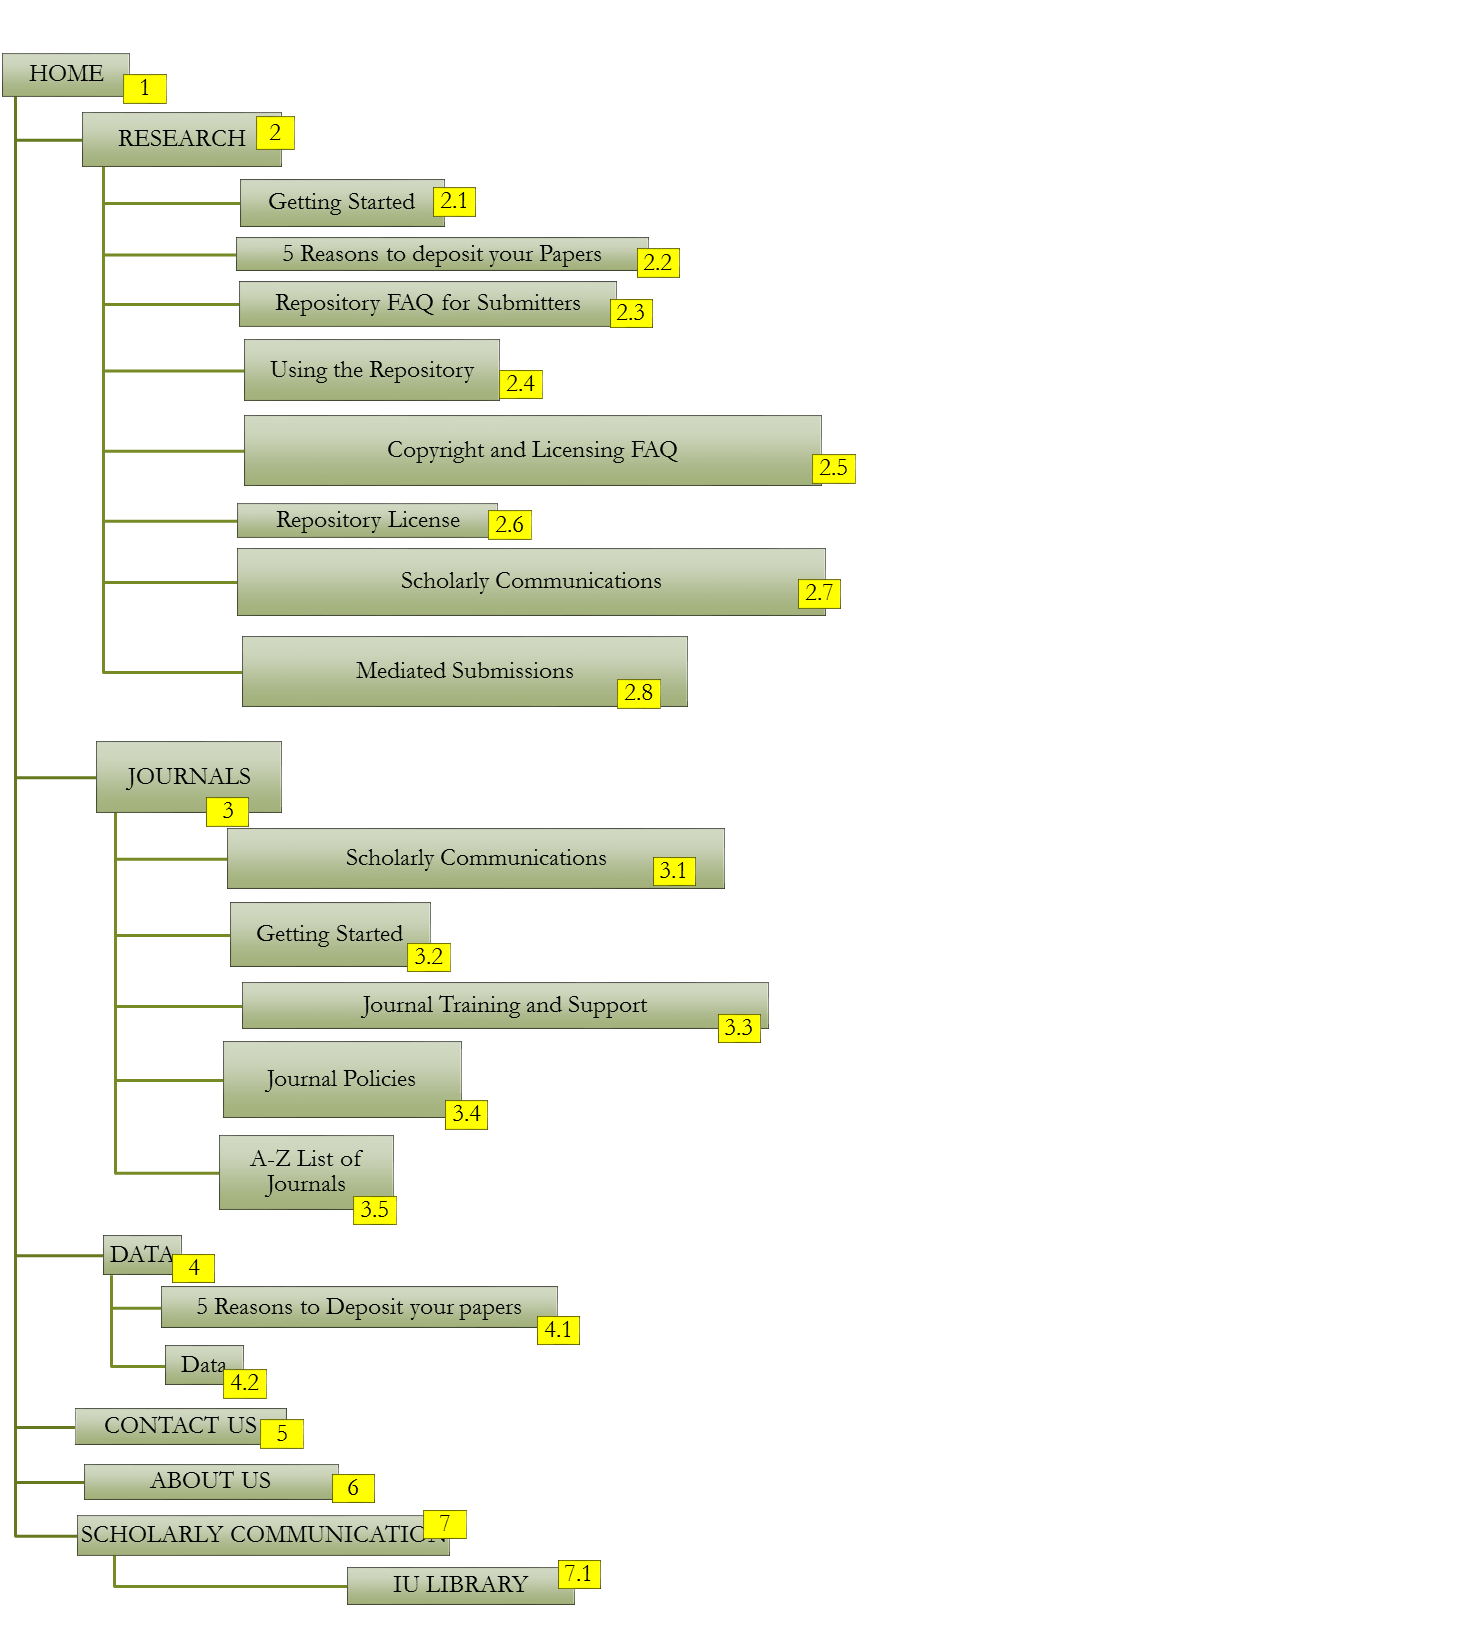 HOME
1
RESEARCH
2
Getting Started
2.1
5 Reasons to deposit your Papers
2.2
Repository FAQ for Submitters
2.3
Using the Repository
2.4
Copyright and Licensing FAQ
2.5
Repository License
2.6
Scholarly Communications
2.7
Mediated Submissions
2.8
JOURNALS
3
Scholarly Communications
3.1
Getting Started
3.2
Journal Training and Support
3.3
Journal Policies
3.4
A-Z List of
Journals
3.5
DATA
4
5 Reasons to Deposit your papers
4.1
Data
4.2
CONTACT US
5
ABOUT US
6
SCHOLARLY COMMUNICATION
7
IU LIBRARY
7.1